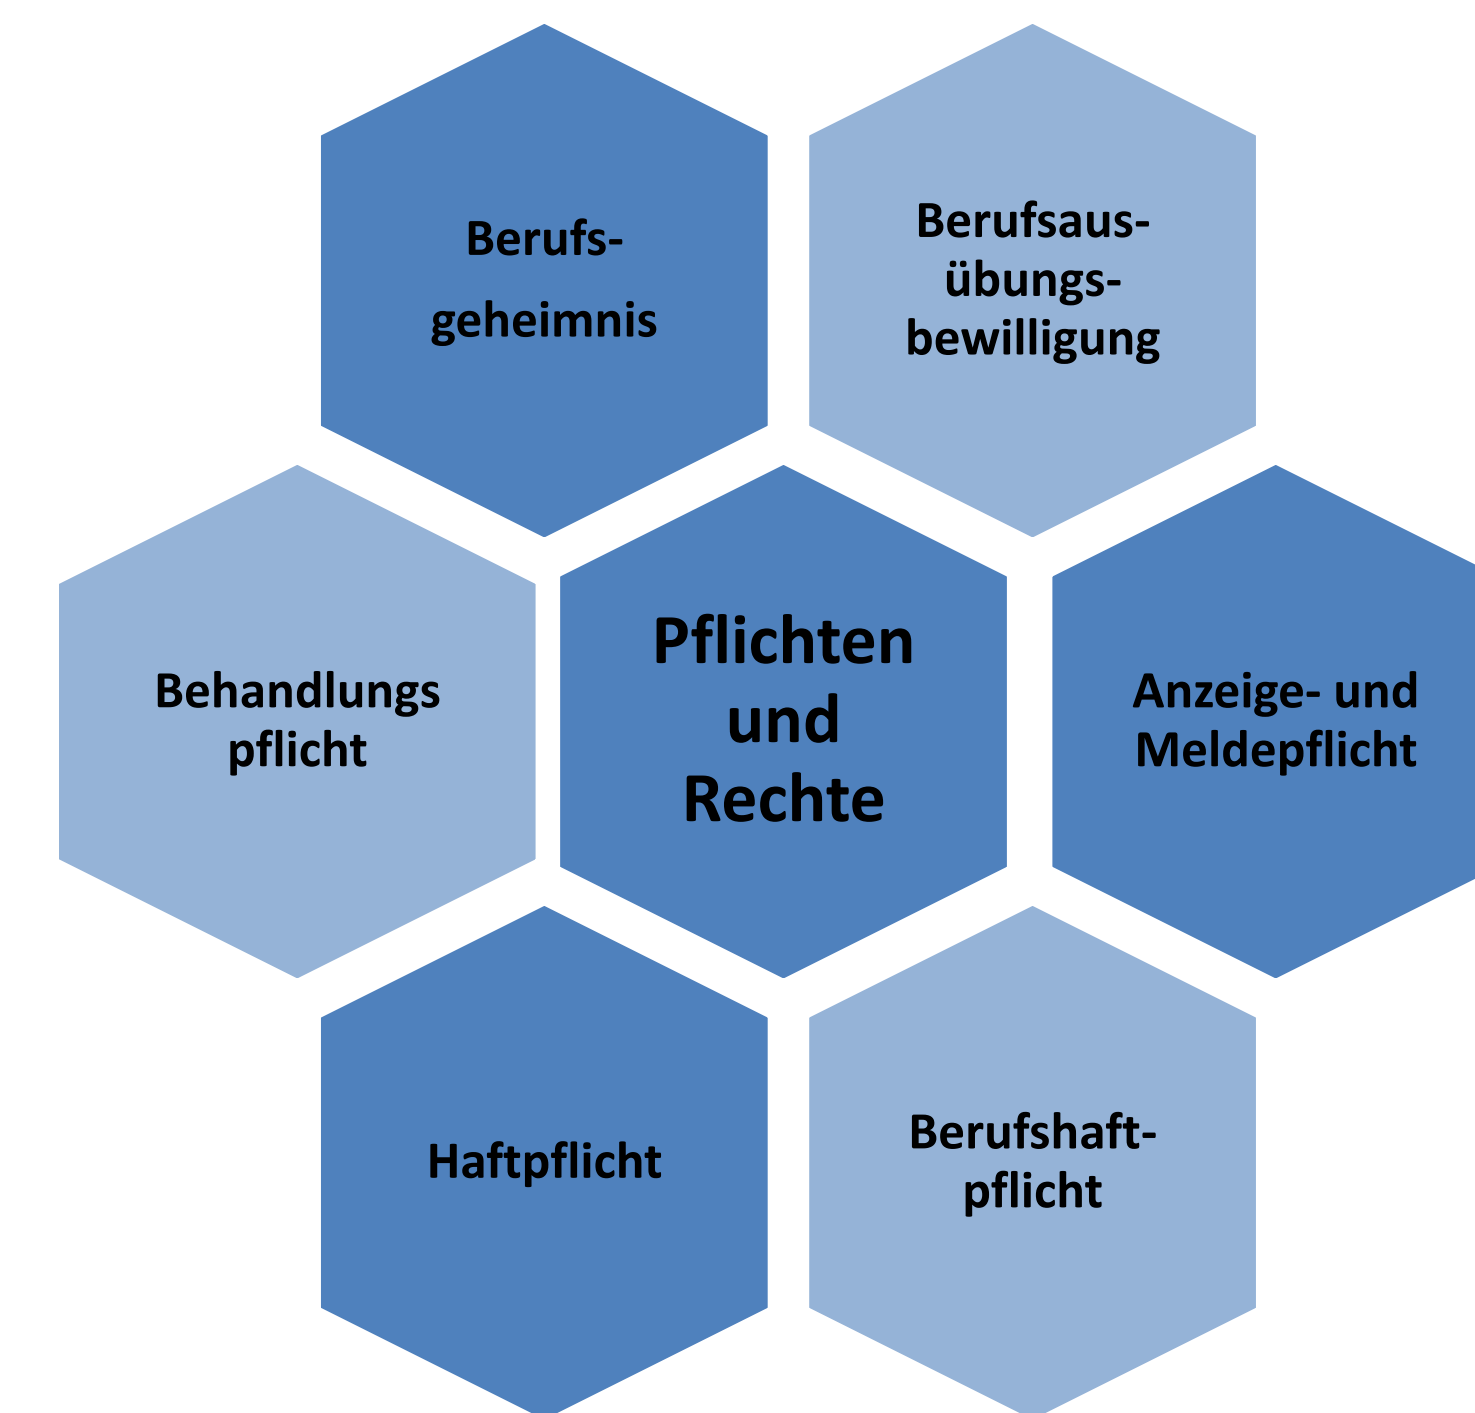 Berufs-
geheimnis
Berufsaus-
übungs-
bewilligung
Behandlungs
pflicht
Pflichten
und
Rechte
Anzeige- und
Meldepflicht
Haftpflicht
Berufshaft-
pflicht